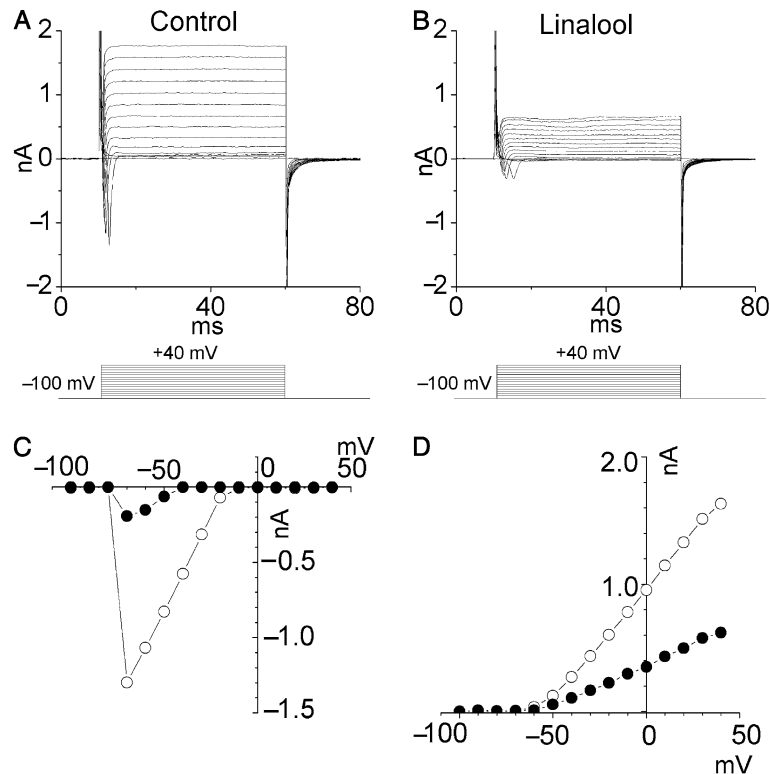 A Control
B Linalool
2
1
0
nA
–1
–2
0 40 80
ms
2
1
0
nA
–1
–2
0 40 80
ms
+40 mV
–100 mV
+40 mV
–100 mV
C
mV
–100 –50 0 50
nA
–0.5
–1.0
–1.5
D
2.0
nA
1.0
–100 –50 0 50
mV